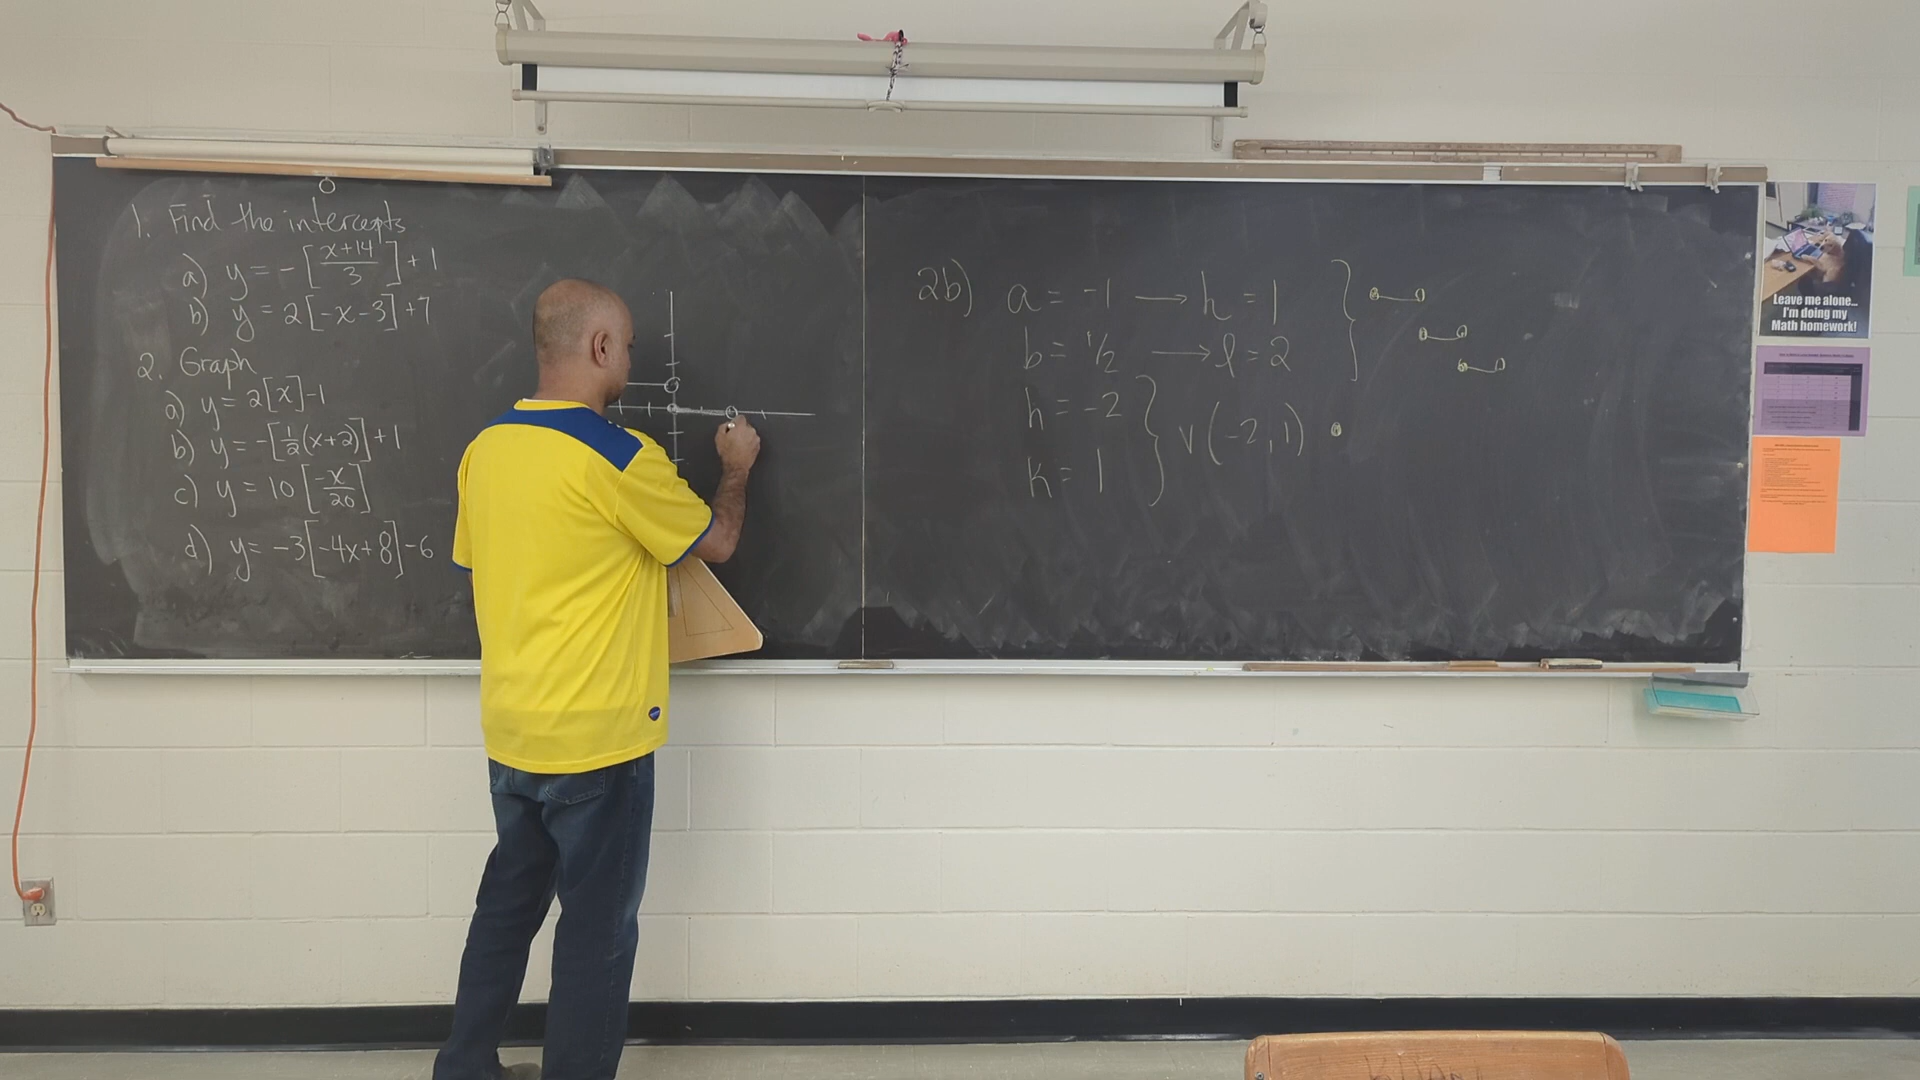 1. Find the intercepts
a) y = -[x+14/3]+1
b) y = 2[-x-3]+7
2. Graph
a) y = 2[x]-1
b) y = -[1/2(x+2)]+1
c) y = 10[-x/20]
d) y = -3[-4x+8]-6
2b) a = -1 → h = 1
b = 1/2 → l = 2
h = -2
k = 1
V(-2,1)
Leave me alone...
I'm doing my
Math homework!